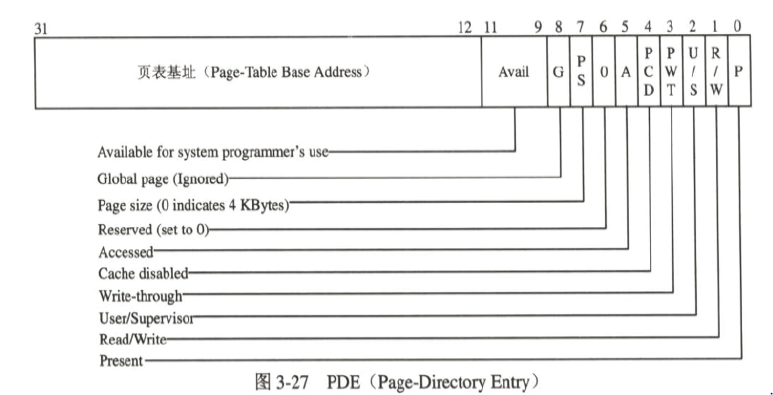 31 12 11 9 8 7 6 5 4 3 2 1 0
页表基址（Page-Table Base Address） Avail G PS 0 A PCD PWT U/S R/W P
Available for system programmer's use
Global page (Ignored)
Page size (0 indicates 4 KBytes)
Reserved (set to 0)
Accessed
Cache disabled
Write-through
User/Supervisor
Read/Write
Present
图 3-27 PDE（Page-Directory Entry）